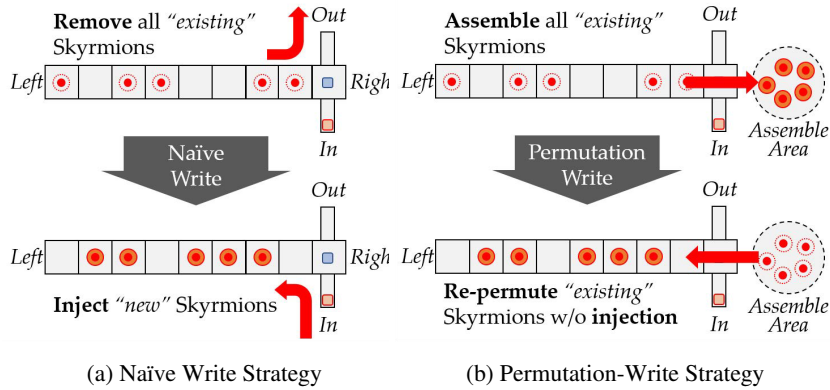 Remove all "existing"
Skyrmions
Out
Left
Righ
Naïve
Write
In
Out
Left
Righ
Inject "new" Skyrmions
In
(a) Naïve Write Strategy
Assemble all "existing"
Skyrmions
Out
Left
Assemble
Area
Permutation
Write
In
Out
Left
Re-permute "existing"
Skyrmions w/o injection
In
Assemble
Area
(b) Permutation-Write Strategy